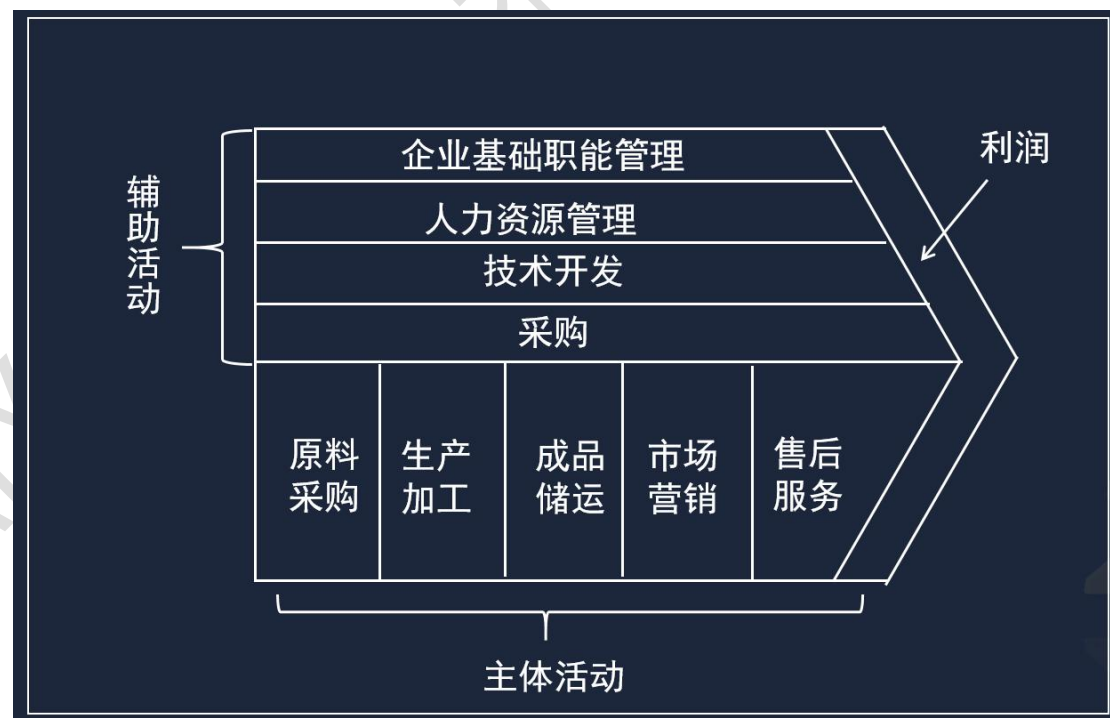 企业基础职能管理
利润
辅助活动
人力资源管理
技术开发
采购
原料
采购
生产
加工
成品
储运
市场
营销
售后
服务
主体活动